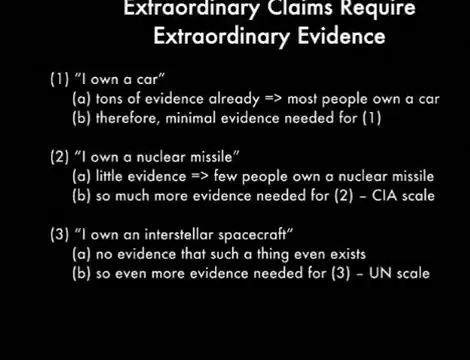 Extraordinary Claims Require
Extraordinary Evidence
(1) "I own a car"
(a) tons of evidence already => most people own a car
(b) therefore, minimal evidence needed for (1)
(2) "I own a nuclear missile"
(a) little evidence => few people own a nuclear missile
(b) so much more evidence needed for (2) – CIA scale
(3) "I own an interstellar spacecraft"
(a) no evidence that such a thing even exists
(b) so even more evidence needed for (3) – UN scale